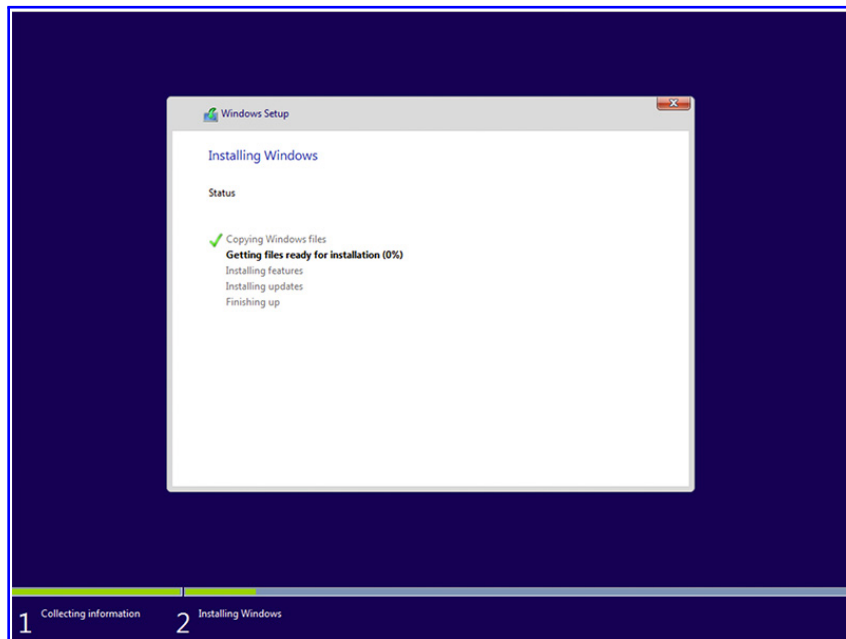 Windows Setup
Installing Windows
Status
Copying Windows files
Getting files ready for installation (0%)
Installing features
Installing updates
Finishing up
1 Collecting information 2 Installing Windows